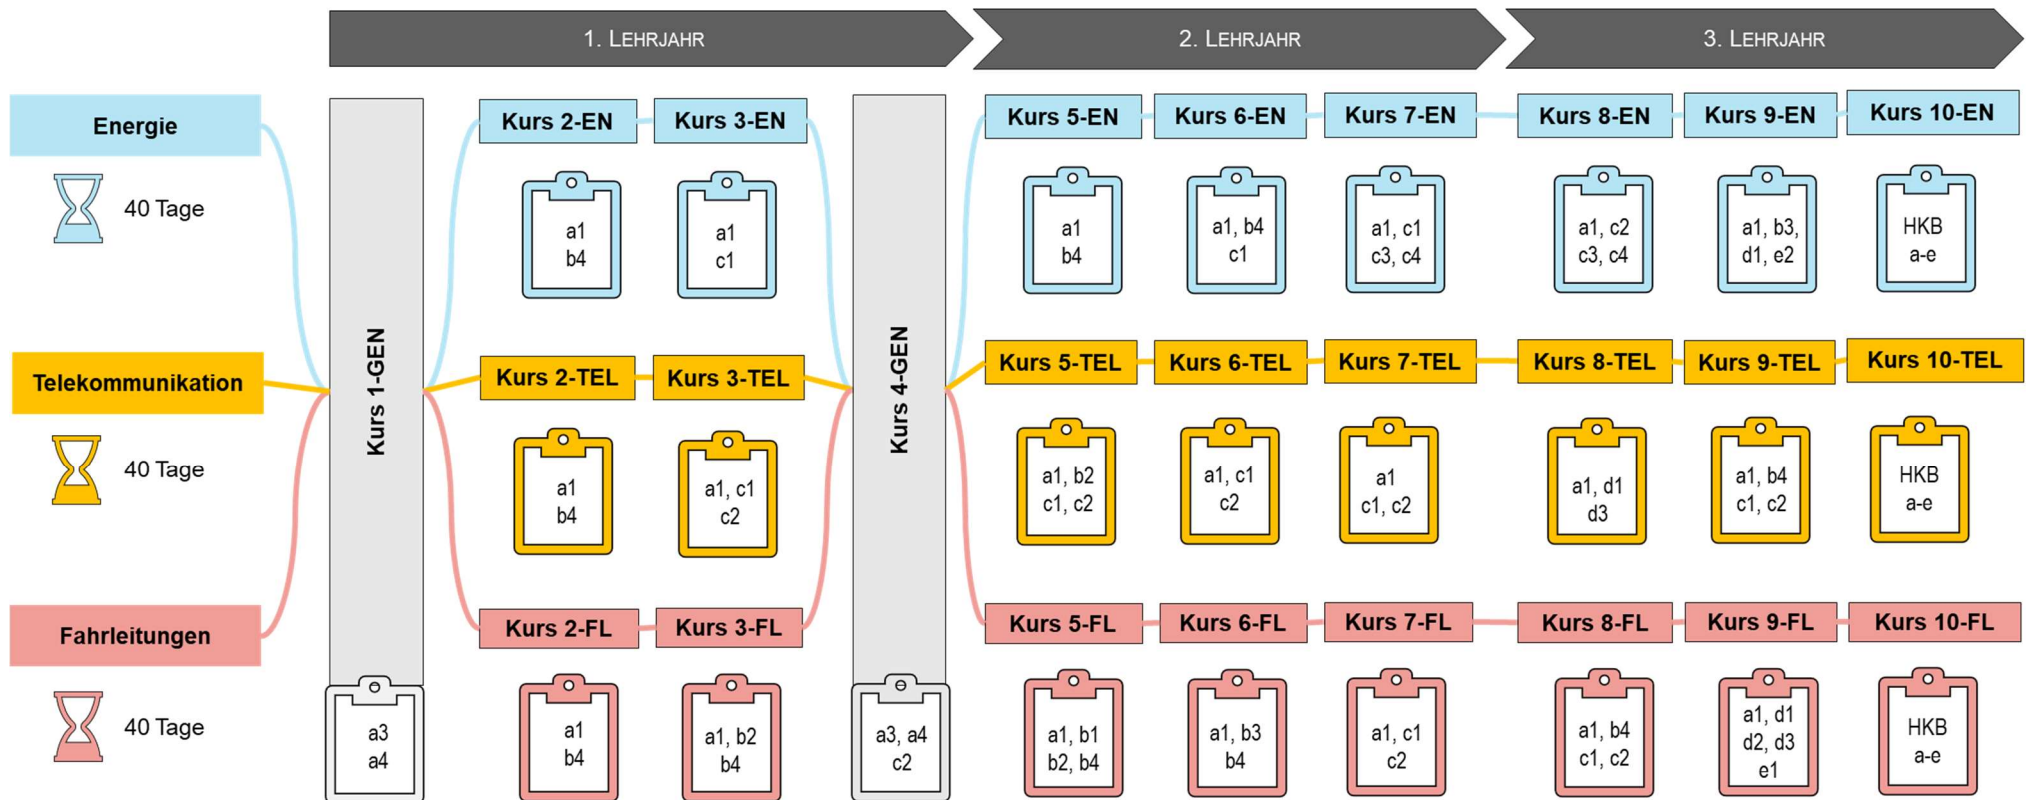 1. LEHRJAHR
2. LEHRJAHR
3. LEHRJAHR
Energie
40 Tage
Kurs 1-GEN
a3
a4
Kurs 2-EN
a1
b4
Kurs 3-EN
a1
c1
Kurs 4-GEN
a3, a4
c2
Kurs 5-EN
a1
b4
Kurs 6-EN
a1, b4
c1
Kurs 7-EN
a1, c1
c3, c4
Kurs 8-EN
a1, c2
c3, c4
Kurs 9-EN
a1, b3,
d1, e2
Kurs 10-EN
HKB
a-e
Telekommunikation
40 Tage
Kurs 2-TEL
a1
b4
Kurs 3-TEL
a1, c1
c2
Kurs 5-TEL
a1, b2
c1, c2
Kurs 6-TEL
a1, c1
c2
Kurs 7-TEL
a1
c1, c2
Kurs 8-TEL
a1, d1
d3
Kurs 9-TEL
a1, b4
c1, c2
Kurs 10-TEL
HKB
a-e
Fahrleitungen
40 Tage
Kurs 2-FL
a1
b4
Kurs 3-FL
a1, b2
b4
Kurs 5-FL
a1, b1
b2, b4
Kurs 6-FL
a1, b3
b4
Kurs 7-FL
a1, c1
c2
Kurs 8-FL
a1, b4
c1, c2
Kurs 9-FL
a1, d1
d2, d3
e1
Kurs 10-FL
HKB
a-e